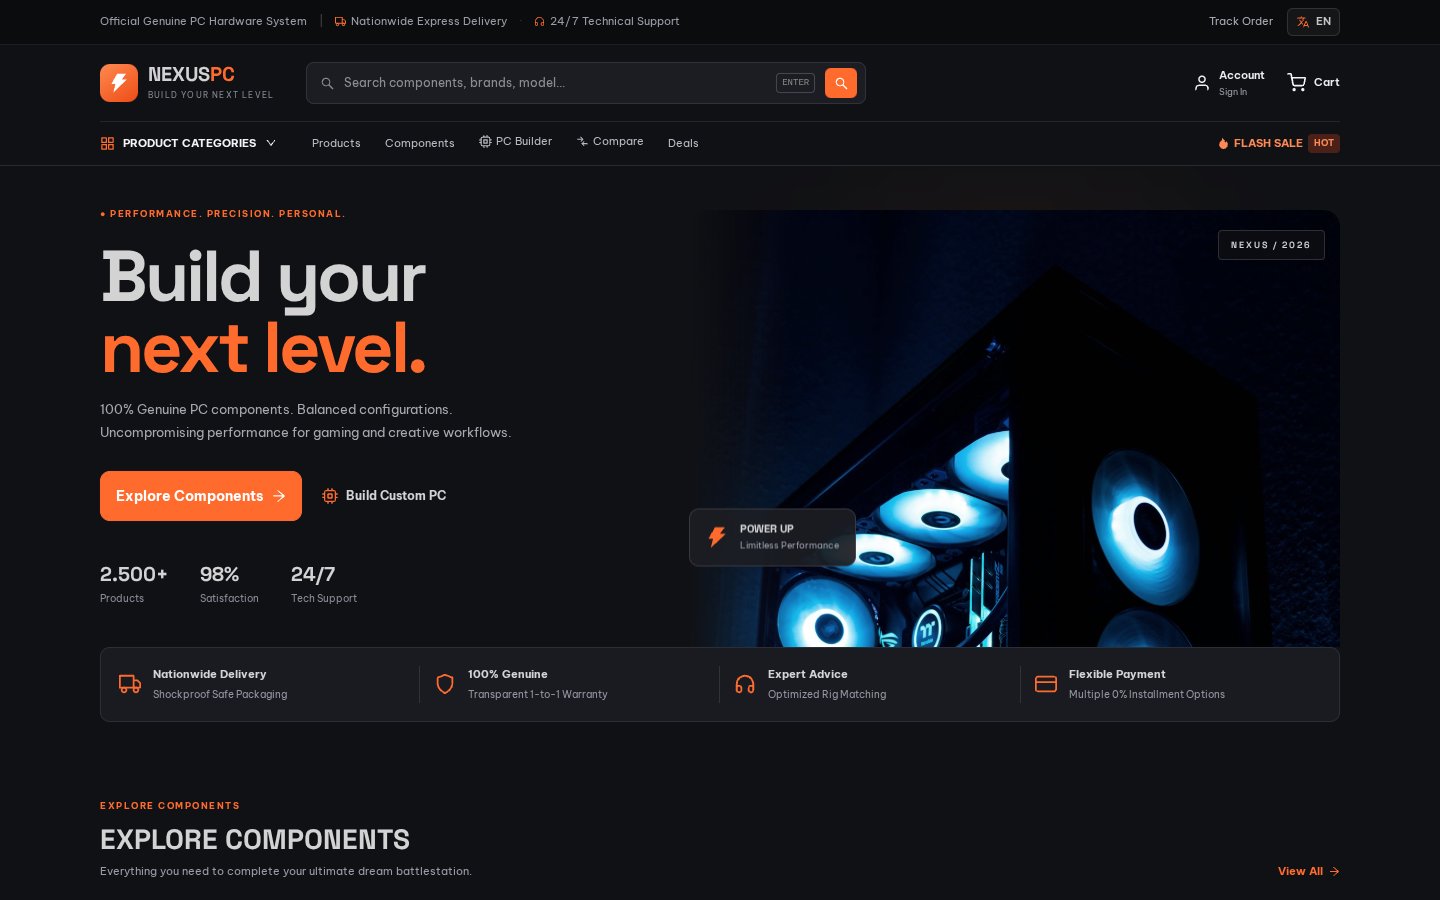 Official Genuine PC Hardware System
Nationwide Express Delivery · 24/7 Technical Support
Track Order
EN
NEXUSPC
BUILD YOUR NEXT LEVEL
Search components, brands, model...
ENTER
Account
Sign In
Cart
PRODUCT CATEGORIES
Products
Components
PC Builder
Compare
Deals
FLASH SALE
HOT
• PERFORMANCE. PRECISION. PERSONAL.
Build your
next level.
100% Genuine PC components. Balanced configurations.
Uncompromising performance for gaming and creative workflows.
Explore Components →
Build Custom PC
2.500+
Products
98%
Satisfaction
24/7
Tech Support
NEXUS / 2026
POWER UP
Limitless Performance
Nationwide Delivery
Shockproof Safe Packaging
100% Genuine
Transparent 1-to-1 Warranty
Expert Advice
Optimized Rig Matching
Flexible Payment
Multiple 0% Installment Options
EXPLORE COMPONENTS
EXPLORE COMPONENTS
Everything you need to complete your ultimate dream battlestation.
View All →